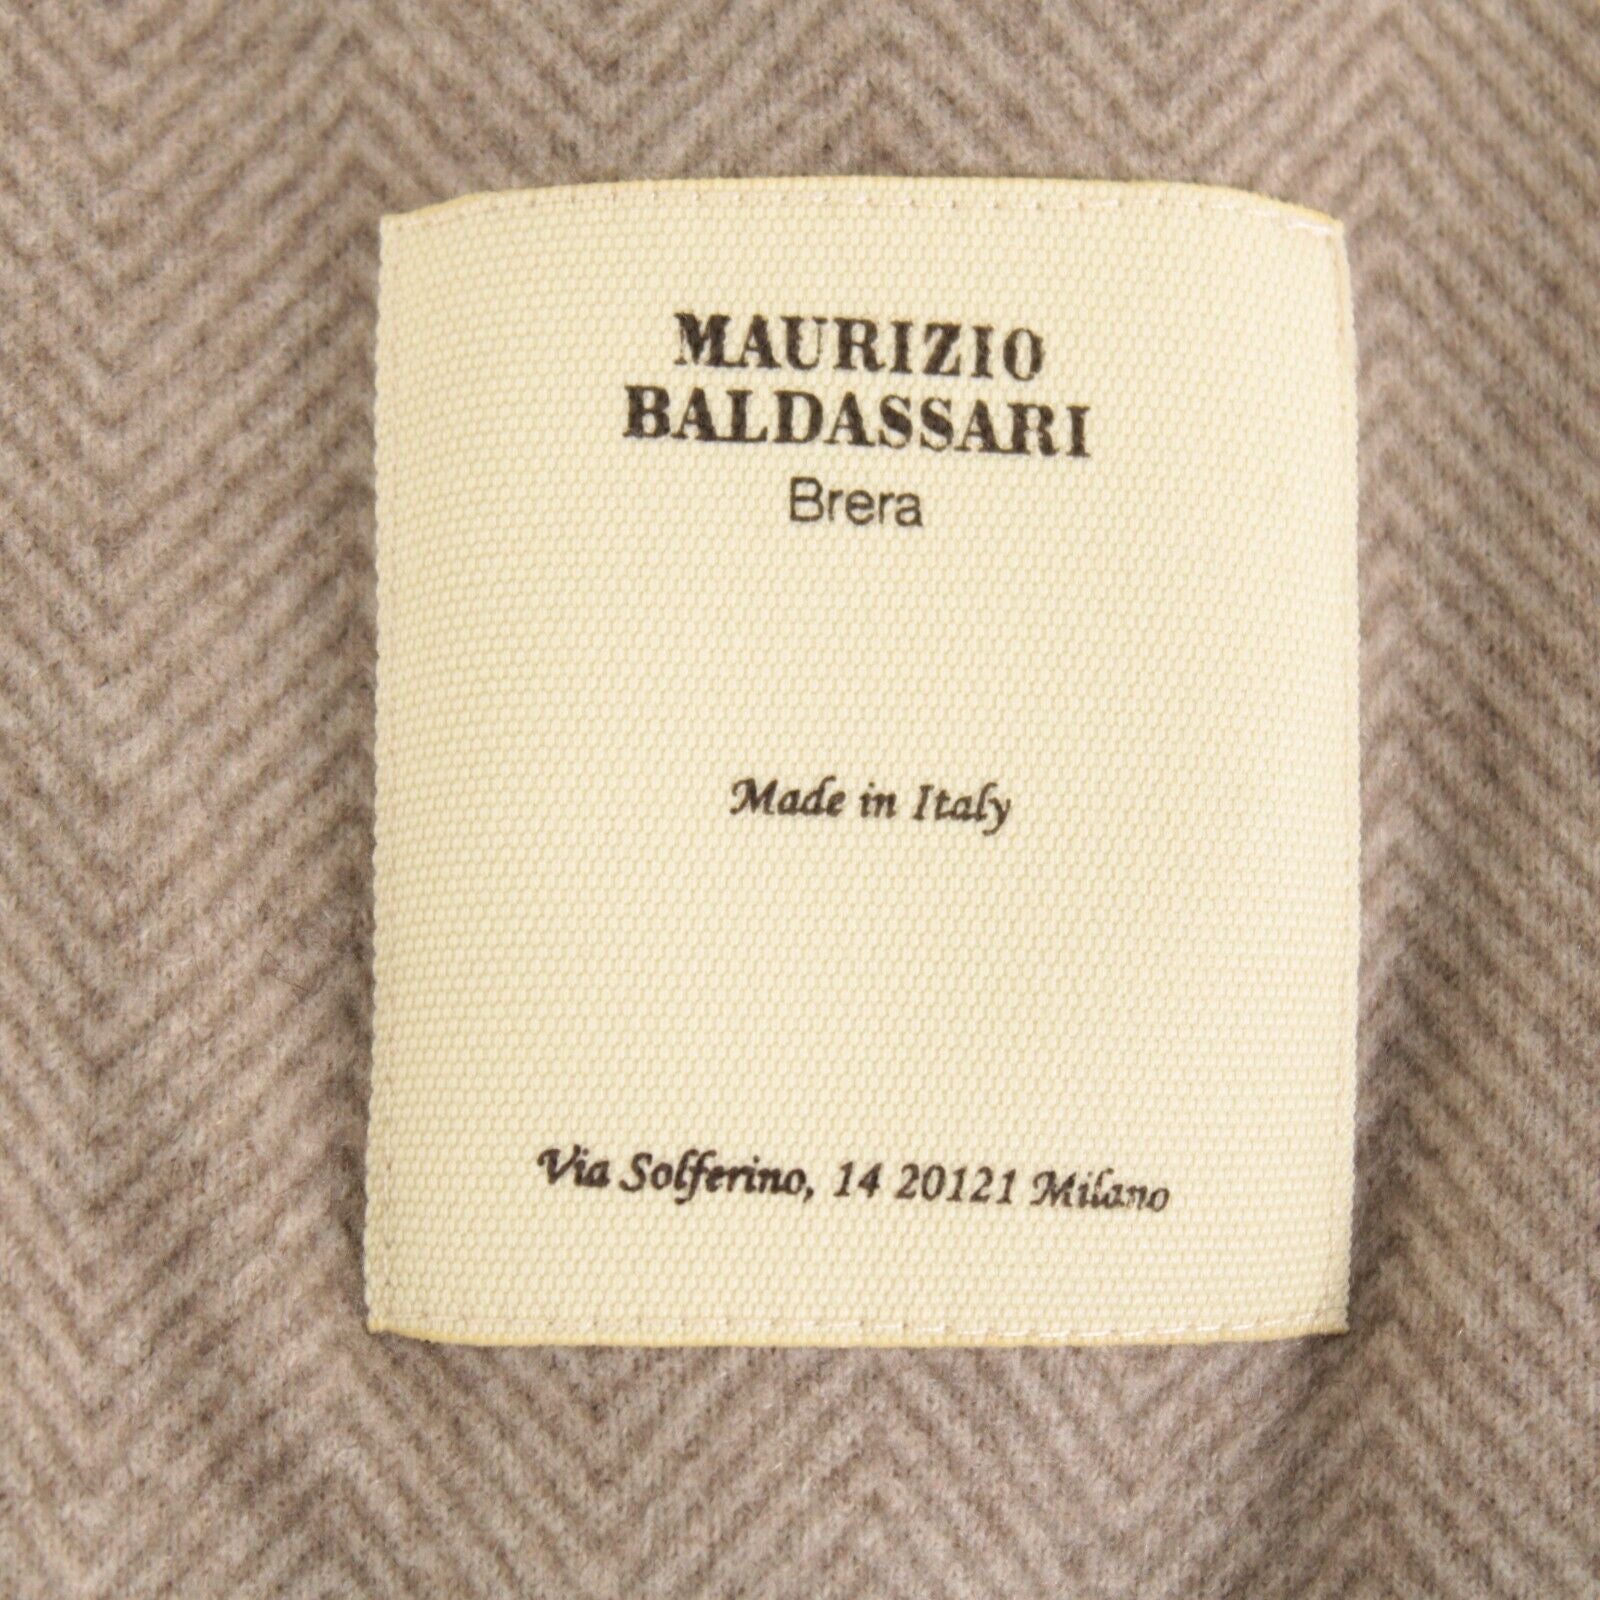 MAURIZIO
BALDASSARI
Brera
Made in Italy
Via Solferino, 14 20121 Milano